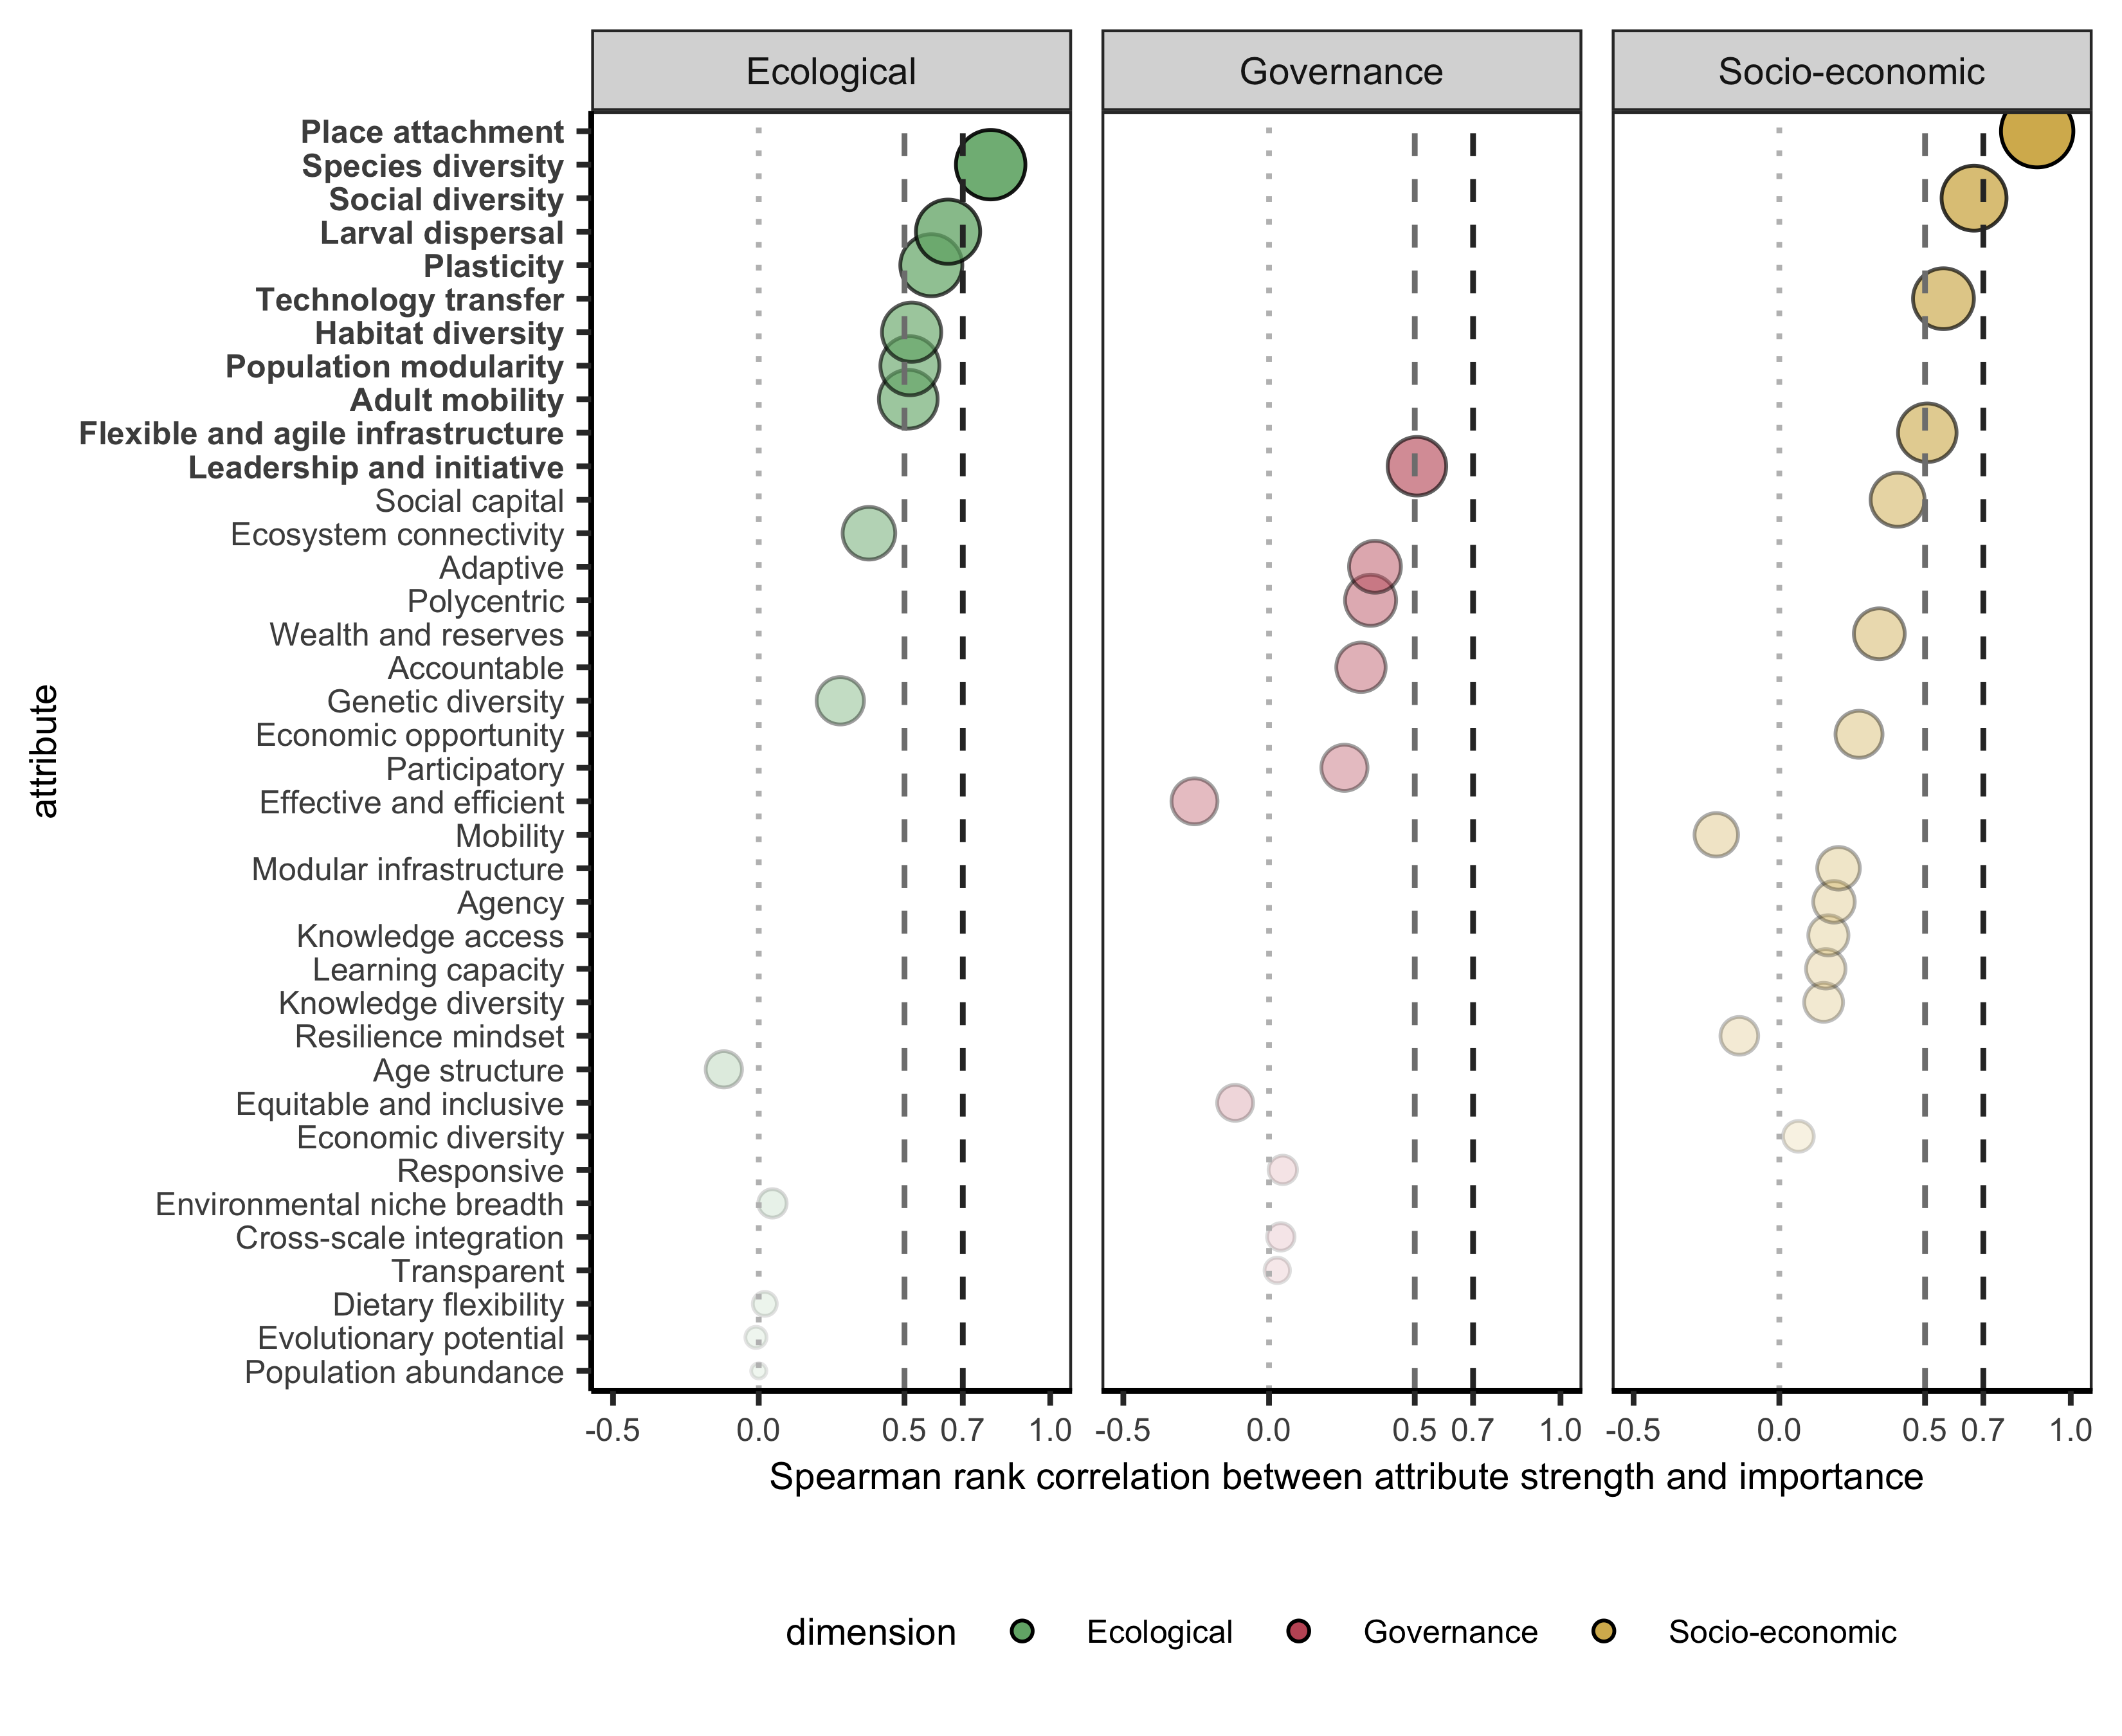 Ecological Governance Socio-economic
Place attachment
Species diversity
Social diversity
Larval dispersal
Plasticity
Technology transfer
Habitat diversity
Population modularity
Adult mobility
Flexible and agile infrastructure
Leadership and initiative
Social capital
Ecosystem connectivity
Adaptive
Polycentric
Wealth and reserves
Accountable
Genetic diversity
Economic opportunity
Participatory
Effective and efficient
Mobility
Modular infrastructure
Agency
Knowledge access
Learning capacity
Knowledge diversity
Resilience mindset
Age structure
Equitable and inclusive
Economic diversity
Responsive
Environmental niche breadth
Cross-scale integration
Transparent
Dietary flexibility
Evolutionary potential
Population abundance
attribute
-0.5 0.0 0.5 0.7 1.0 -0.5 0.0 0.5 0.7 1.0 -0.5 0.0 0.5 0.7 1.0
Spearman rank correlation between attribute strength and importance
dimension Ecological Governance Socio-economic